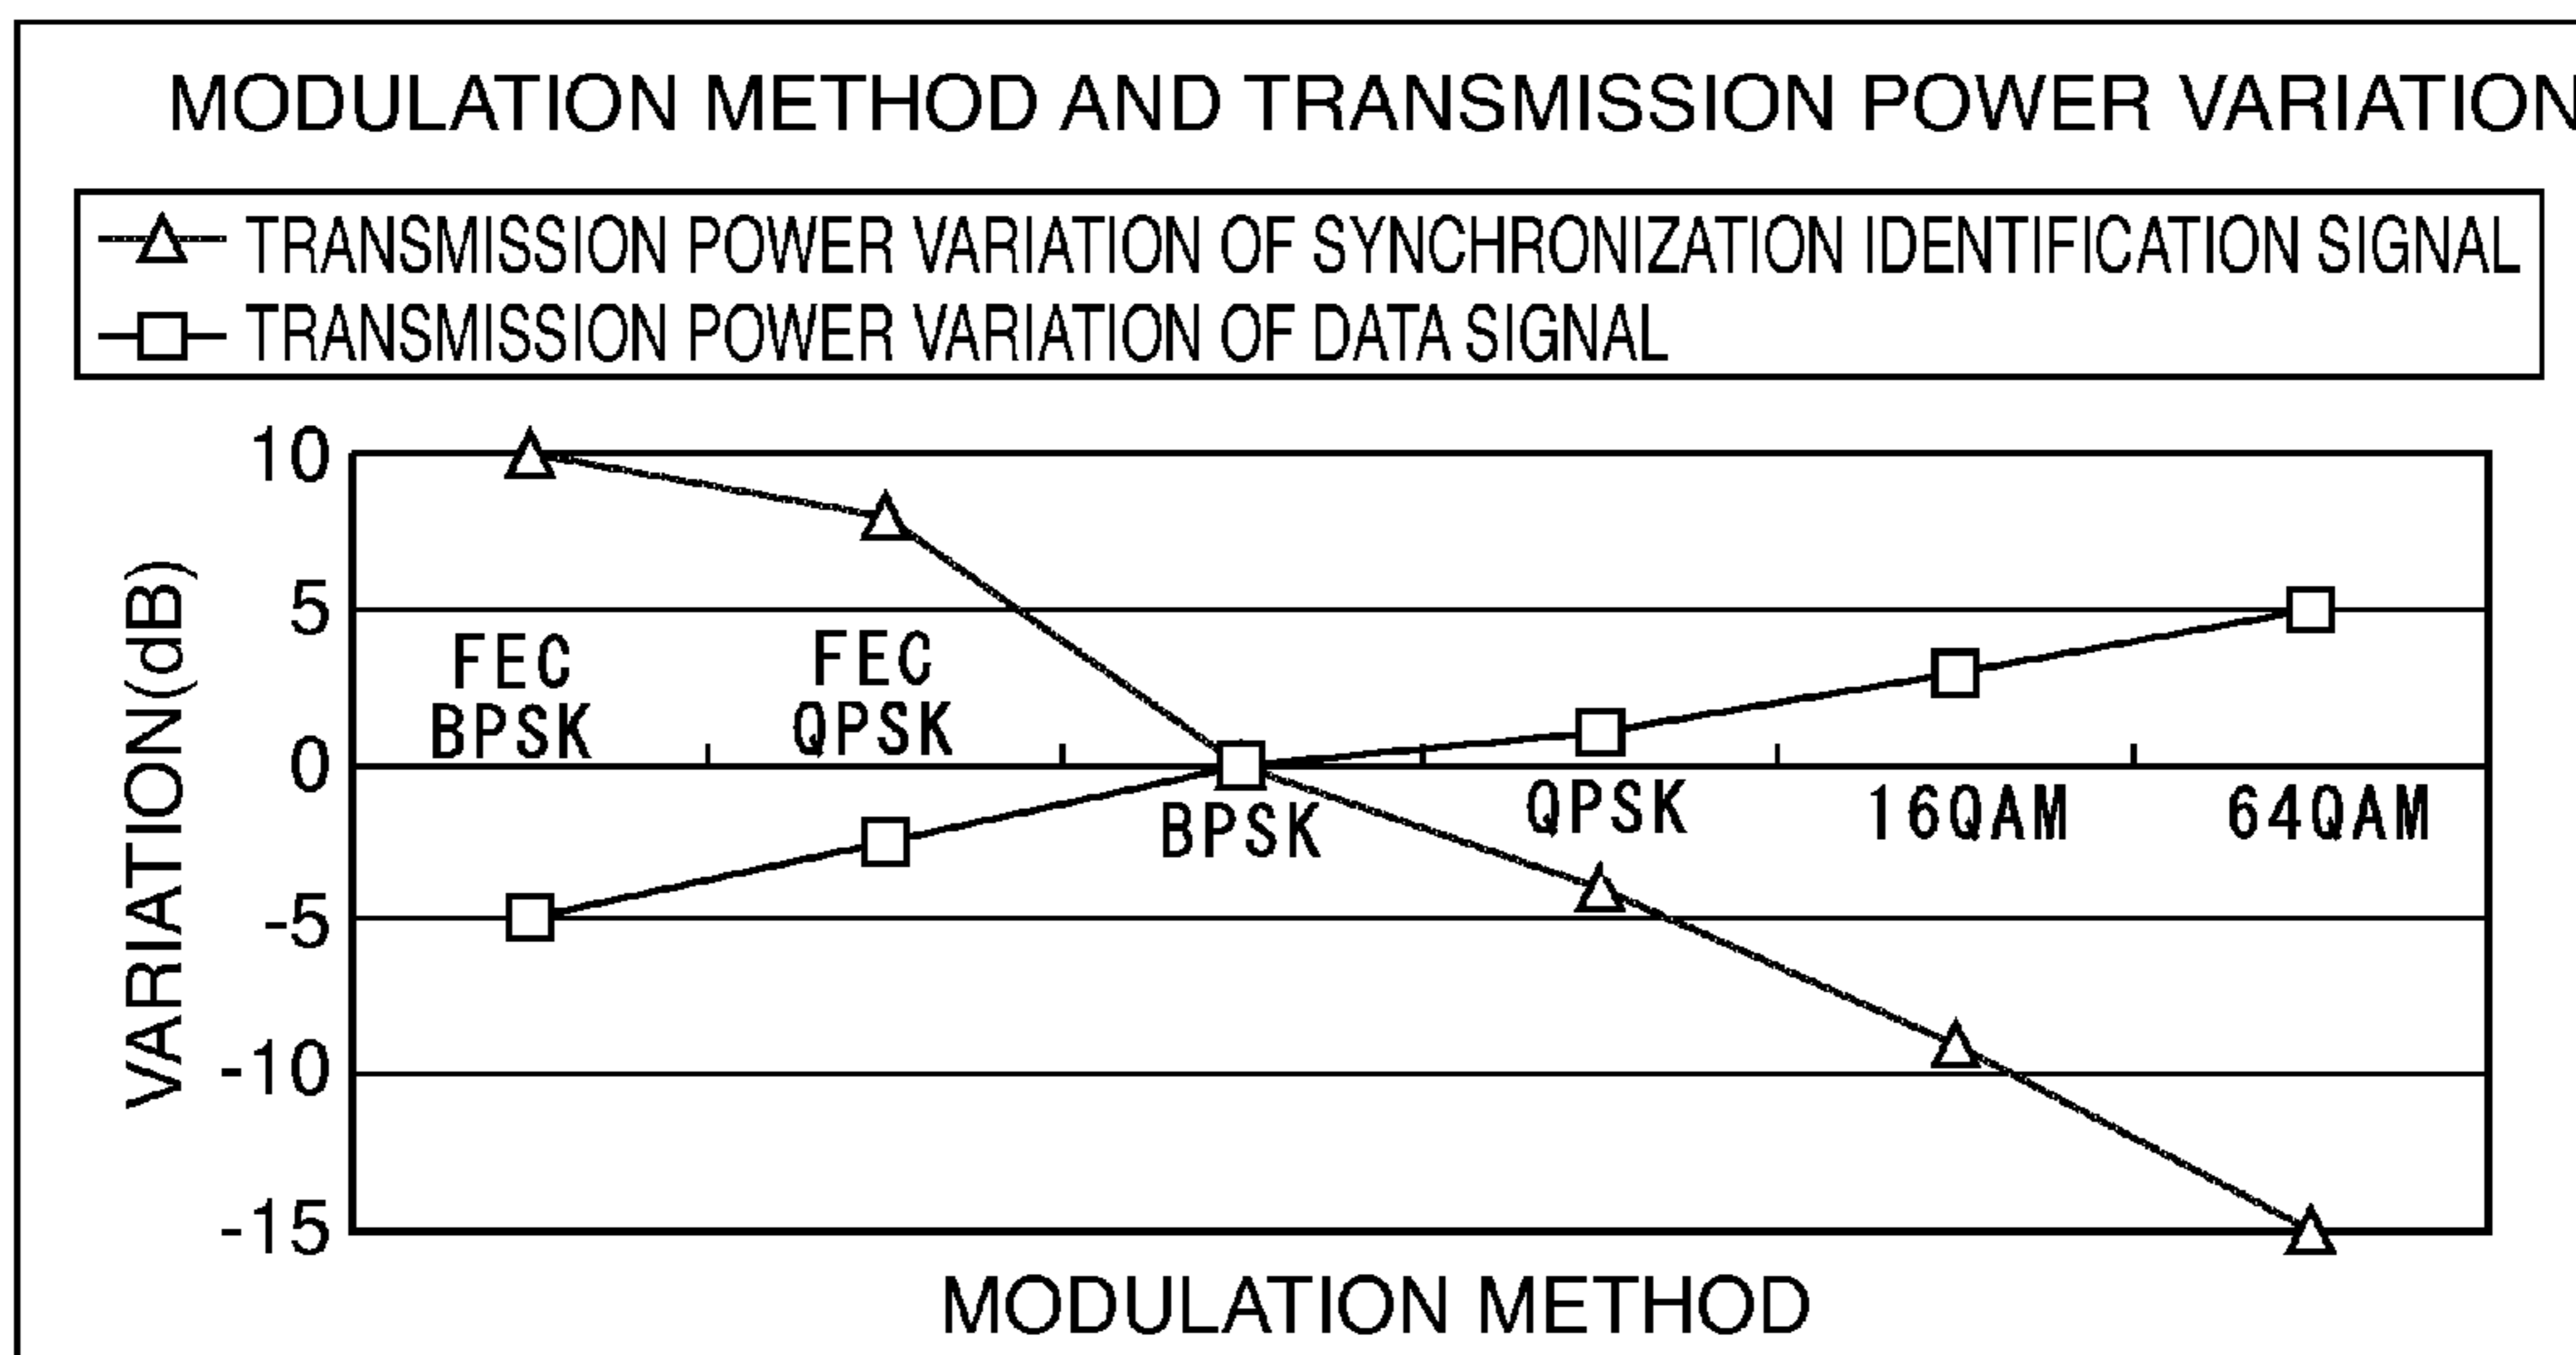 MODULATION METHOD AND TRANSMISSION POWER VARIATION
TRANSMISSION POWER VARIATION OF SYNCHRONIZATION IDENTIFICATION SIGNAL
TRANSMISSION POWER VARIATION OF DATA SIGNAL
VARIATION(dB)
10
5
0
-5
-10
-15
FEC
BPSK
FEC
QPSK
BPSK
QPSK
16QAM
64QAM
MODULATION METHOD